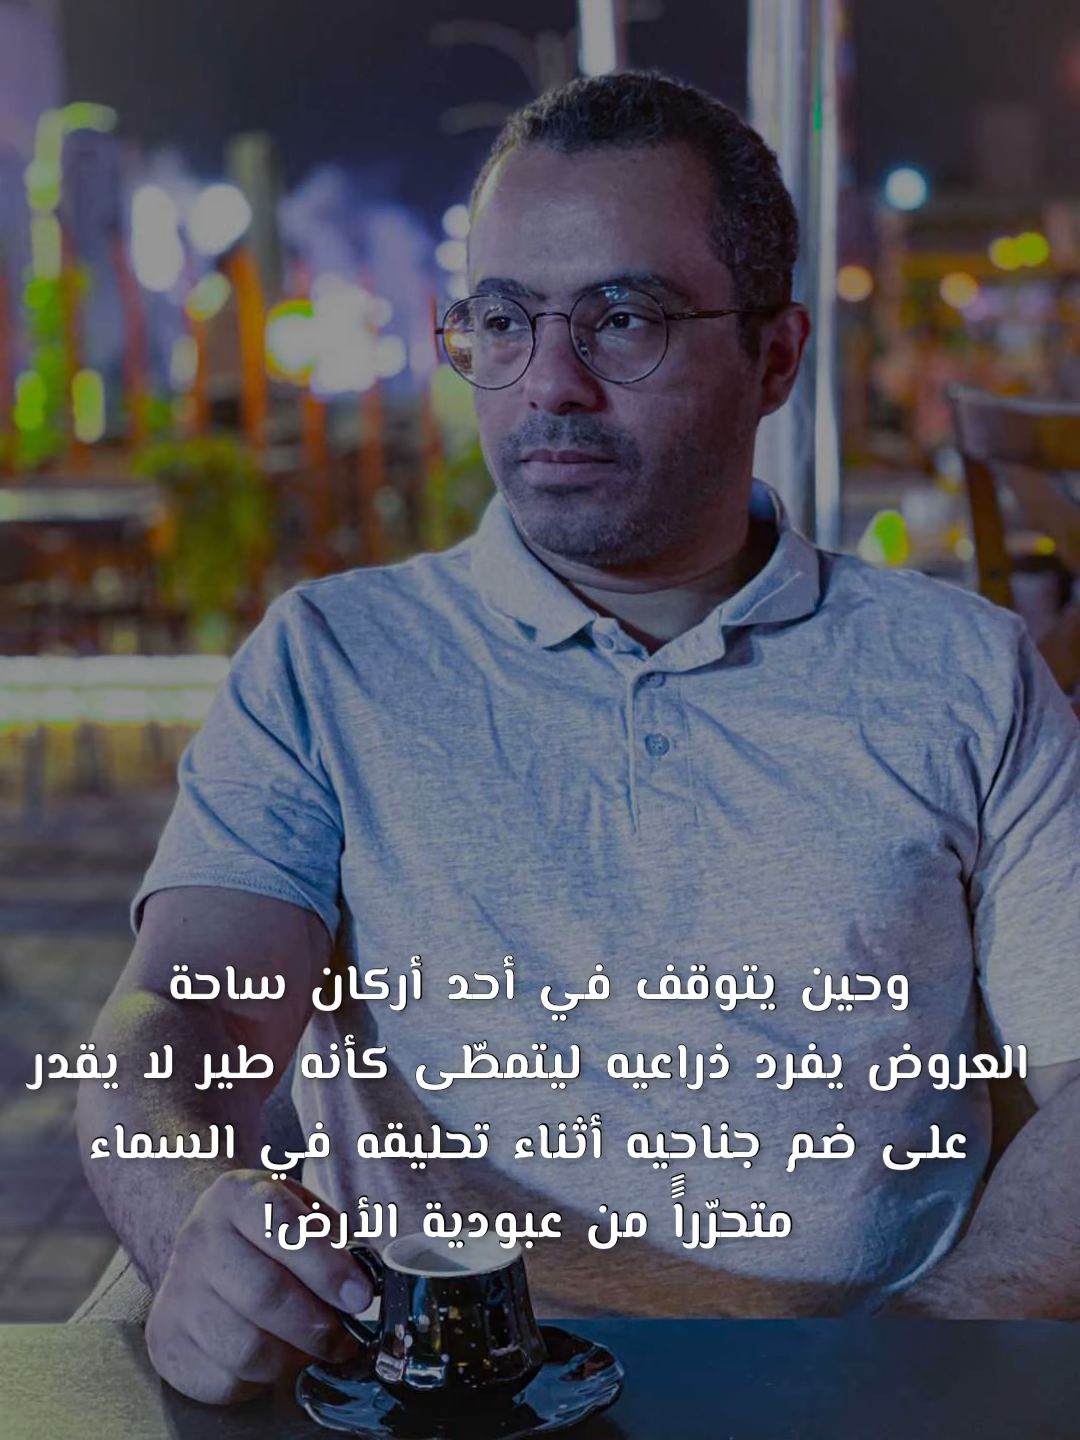 وحين يتوقف في أحد أركان ساحة
العروض يفرد ذراعيه ليتمطّى كأنه طير لا يقدر
على ضم جناحيه أثناء تحليقه في السماء
متحرّراًً من عبودية الأرض!